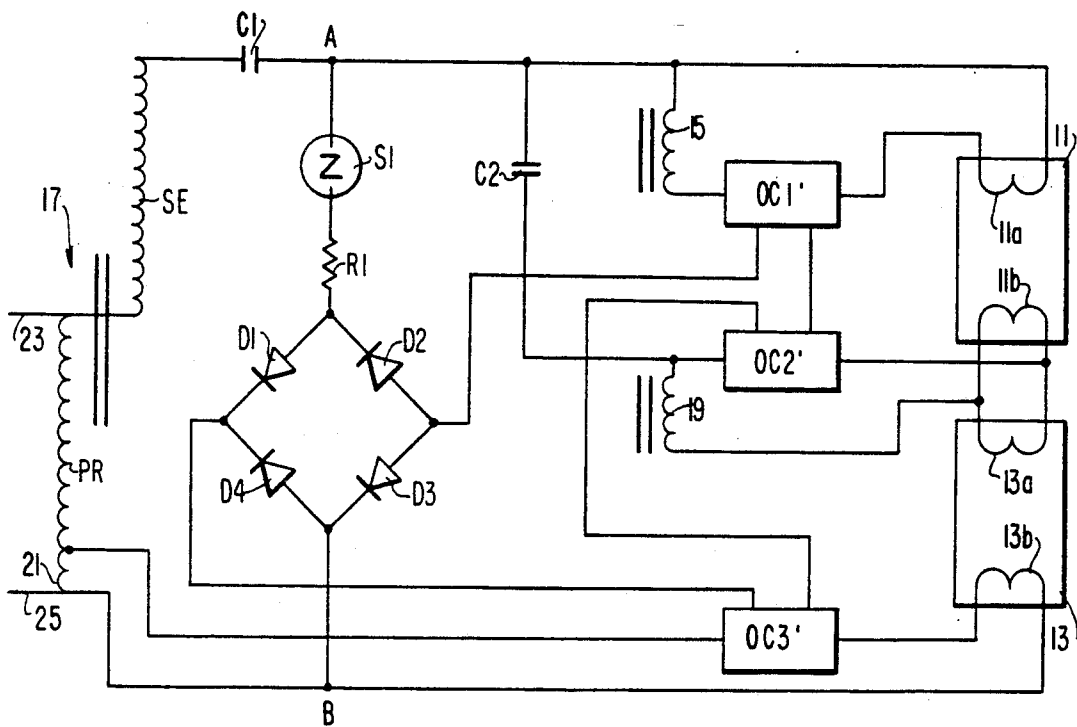 C1
A
15
11
S1
Z
C2
OC1'
SE
17
11a
R1
11b
23
D1
D2
OC2'
19
PR
D4
D3
13a
13b
21
25
OC3'
13
B